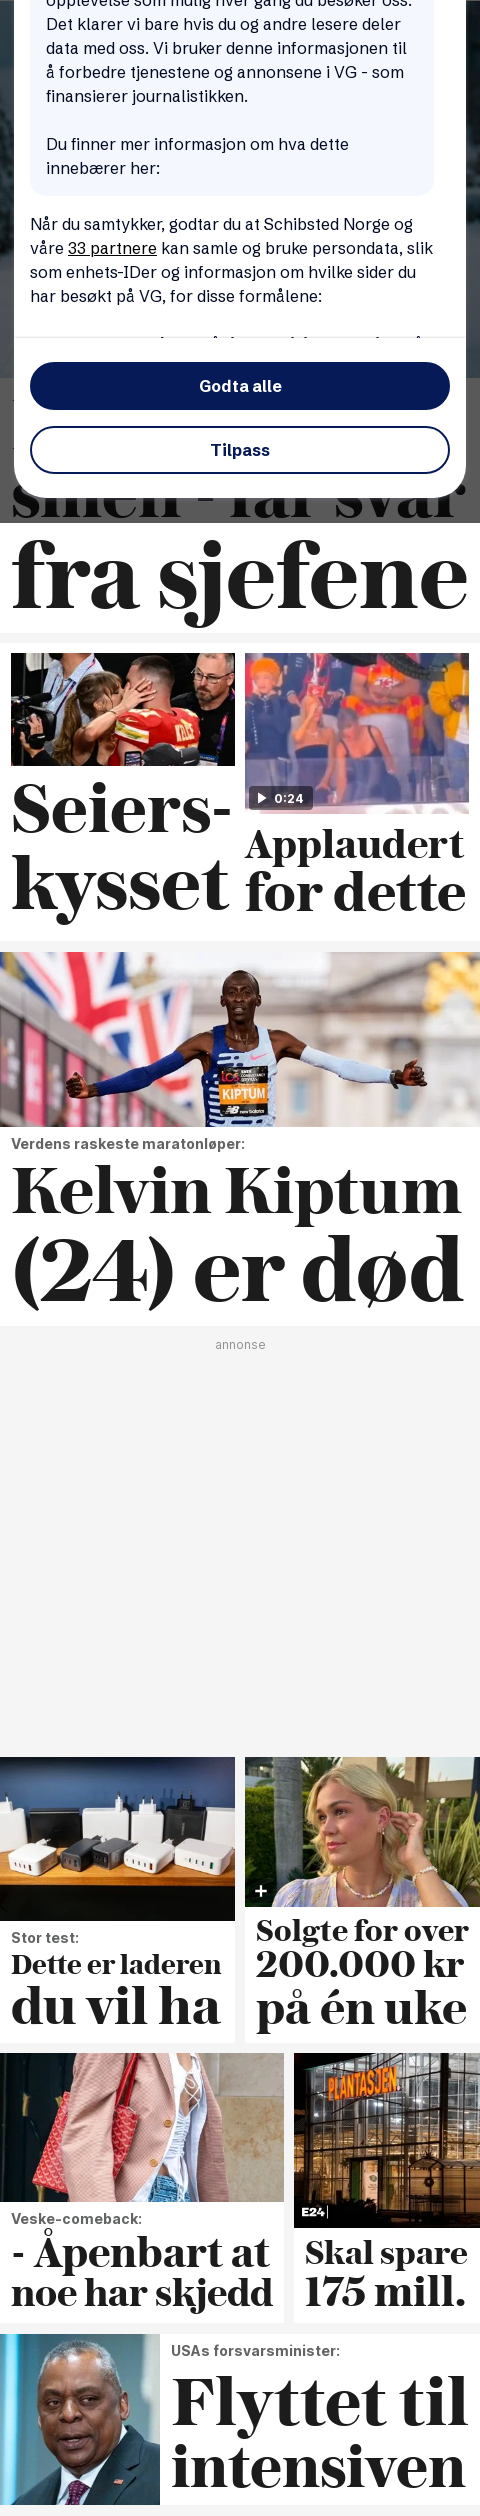 opplevelse som mulig hver gang du besøker oss.
Det klarer vi bare hvis du og andre lesere deler
data med oss. Vi bruker denne informasjonen til
å forbedre tjenestene og annonsene i VG - som
finansierer journalistikken.
Du finner mer informasjon om hva dette
innebærer her:
Når du samtykker, godtar du at Schibsted Norge og
våre 33 partnere kan samle og bruke persondata, slik
som enhets-IDer og informasjon om hvilke sider du
har besøkt på VG, for disse formålene:
Godta alle
Tilpass
fra sjefene
Seiers-
kysset
0:24
Applaudert
for dette
KIPTUM
new balance
Verdens raskeste maratonløper:
Kelvin Kiptum
(24) er død
annonse
Stor test:
Dette er laderen
du vil ha
Solgte for over
200.000 kr
på én uke
Veske-comeback:
- Åpenbart at
noe har skjedd
PLANTASJEN
E24
Skal spare
175 mill.
USAs forsvarsminister:
Flyttet til
intensiven